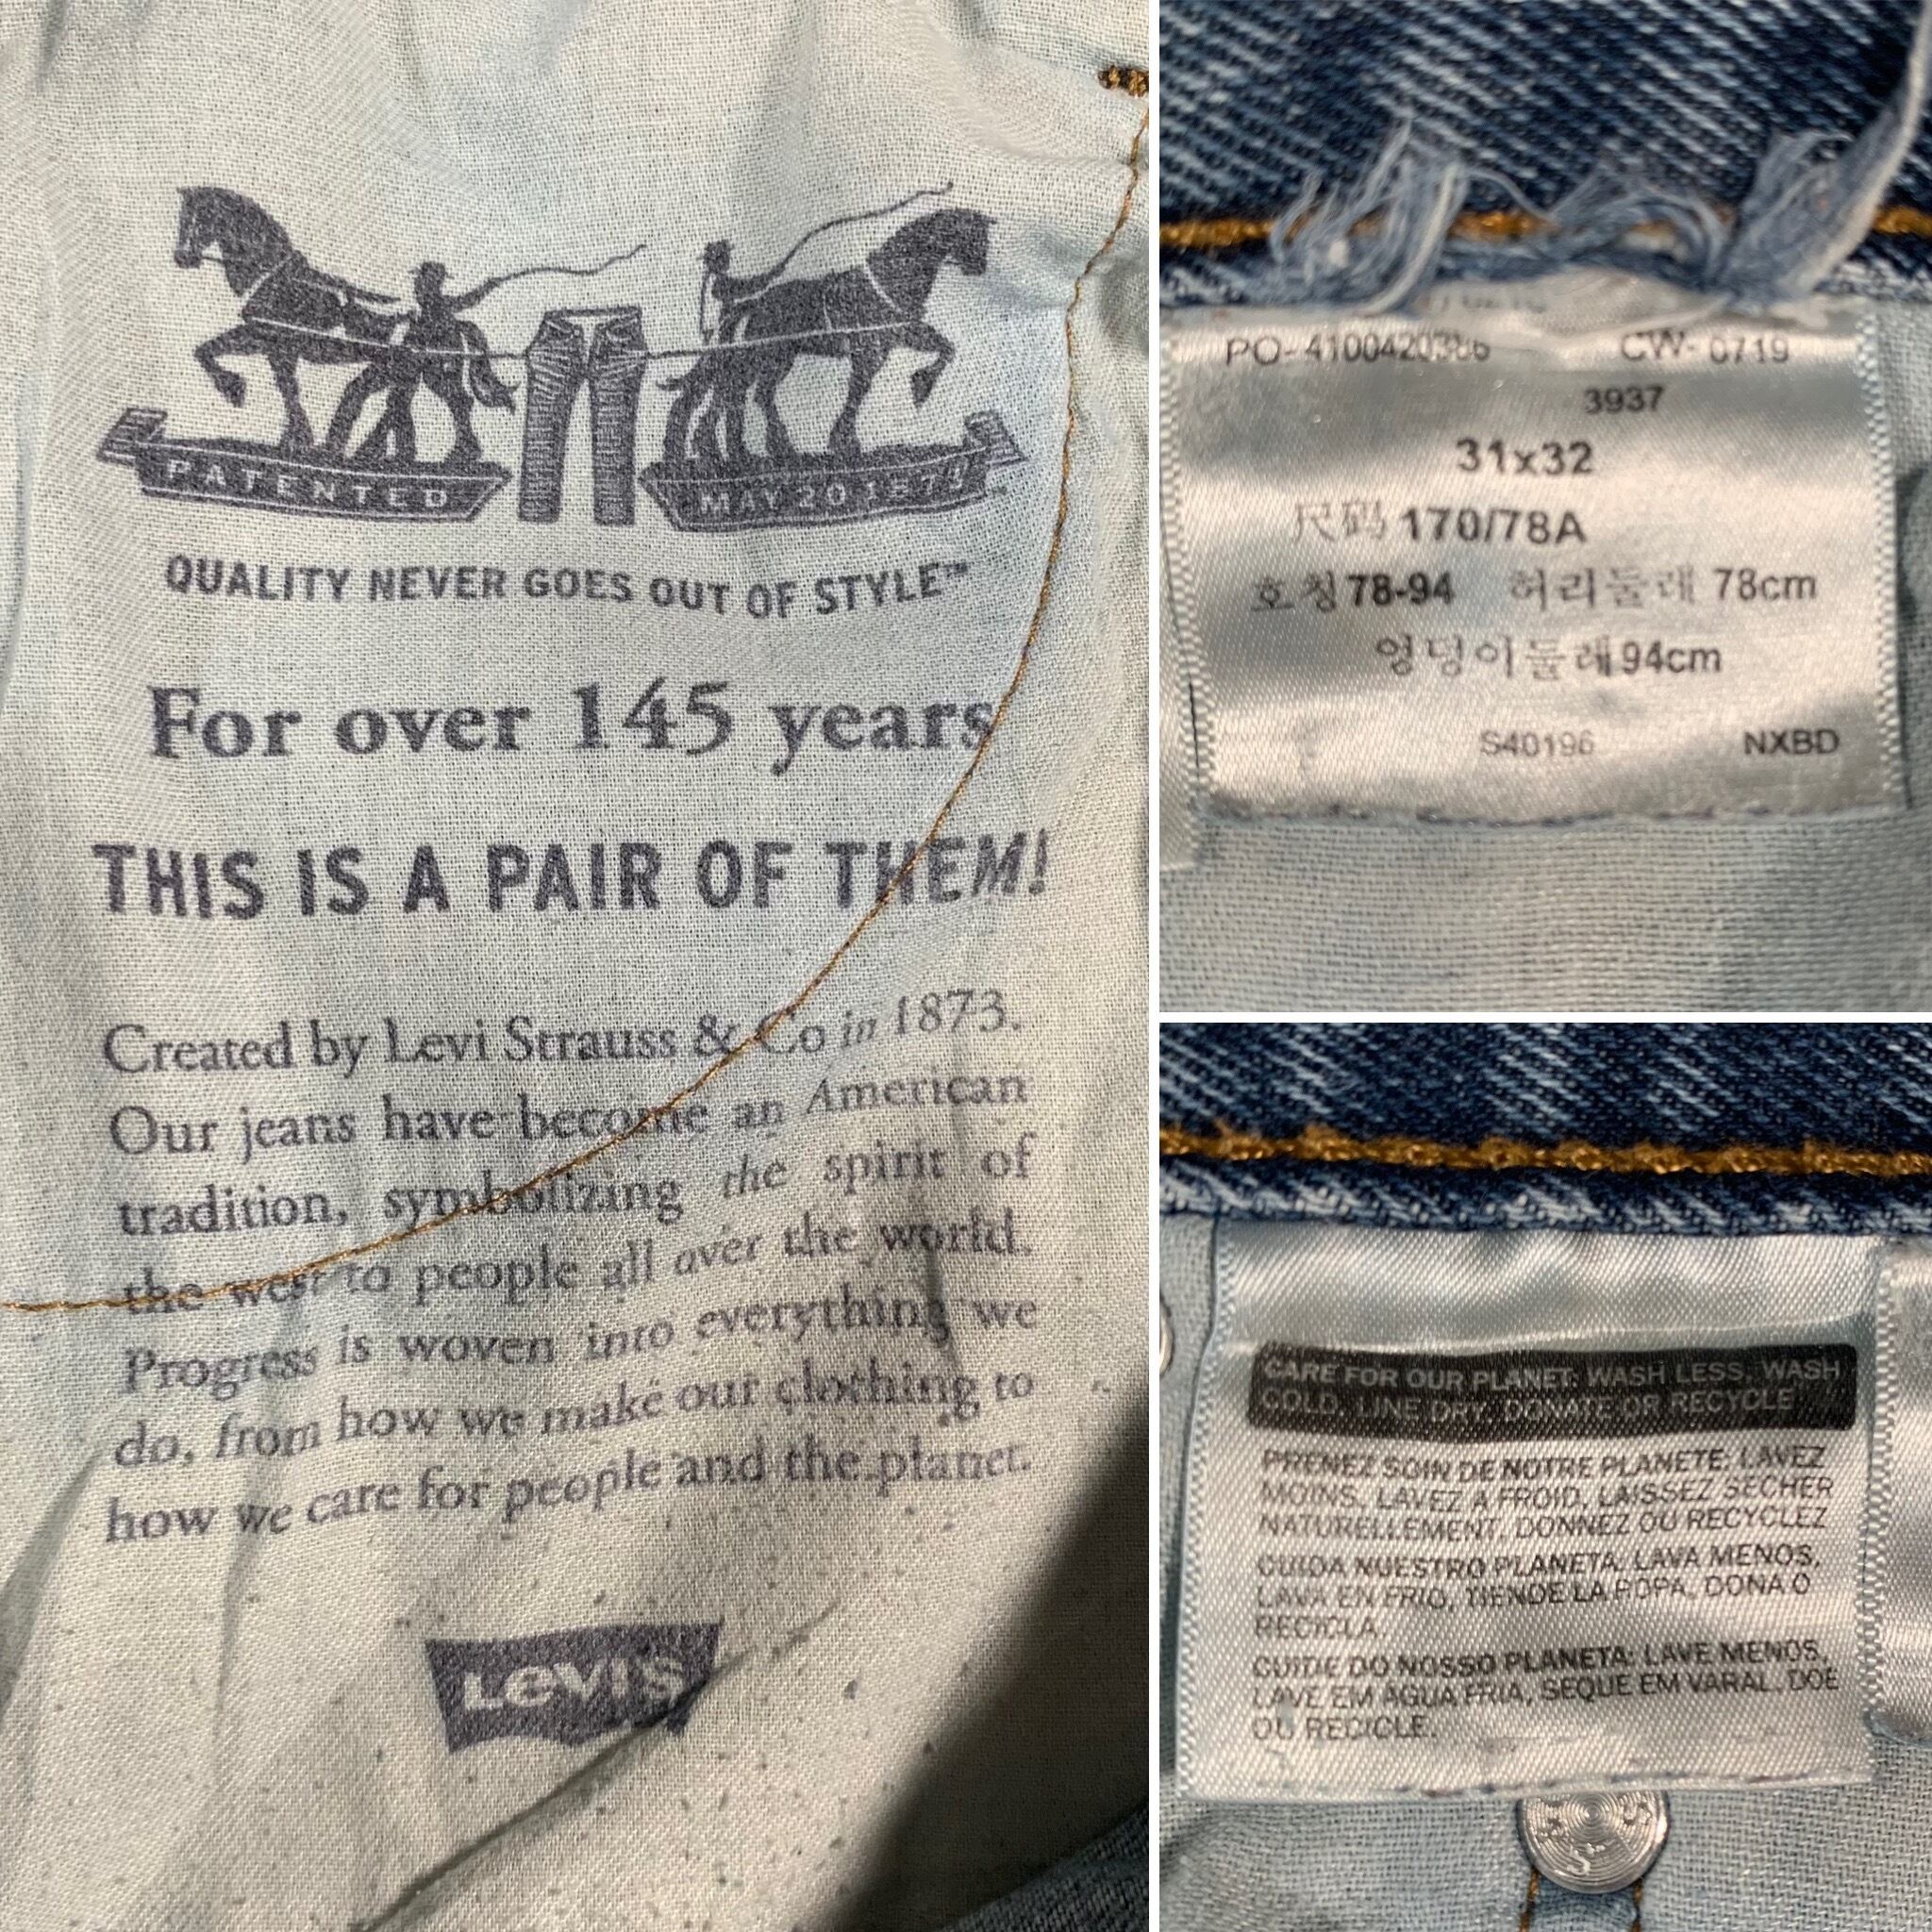 PATENTED MAY 20 1873
QUALITY NEVER GOES OUT OF STYLE™
For over 145 years
THIS IS A PAIR OF THEM!
Created by Levi Strauss & Co in 1873.
Our jeans have become an American
tradition, symbolizing the spirit of
the west to people all over the world.
Progress is woven into everything we
do, from how we make our clothing to
how we care for people and the planet.
Levi's
PO-4100420386 CW-0719
3937
31x32
尺码 170/78A
호칭 78-94 허리둘레 78cm
엉덩이둘레 94cm
S40196 NXBD
CARE FOR OUR PLANET: WASH LESS, WASH
COLD, LINE DRY, DONATE OR RECYCLE
PRENEZ SOIN DE NOTRE PLANETE: LAVEZ
MOINS, LAVEZ A FROID, LAISSEZ SECHER
NATURELLEMENT, DONNEZ OU RECYCLEZ
CUIDA NUESTRO PLANETA. LAVA MENOS,
LAVA EN FRIO, TIENDE LA ROPA, DONA O
RECICLA.
CUIDE DO NOSSO PLANETA: LAVE MENOS,
LAVE EM AGUA FRIA, SEQUE EM VARAL, DOE
OU RECICLE.